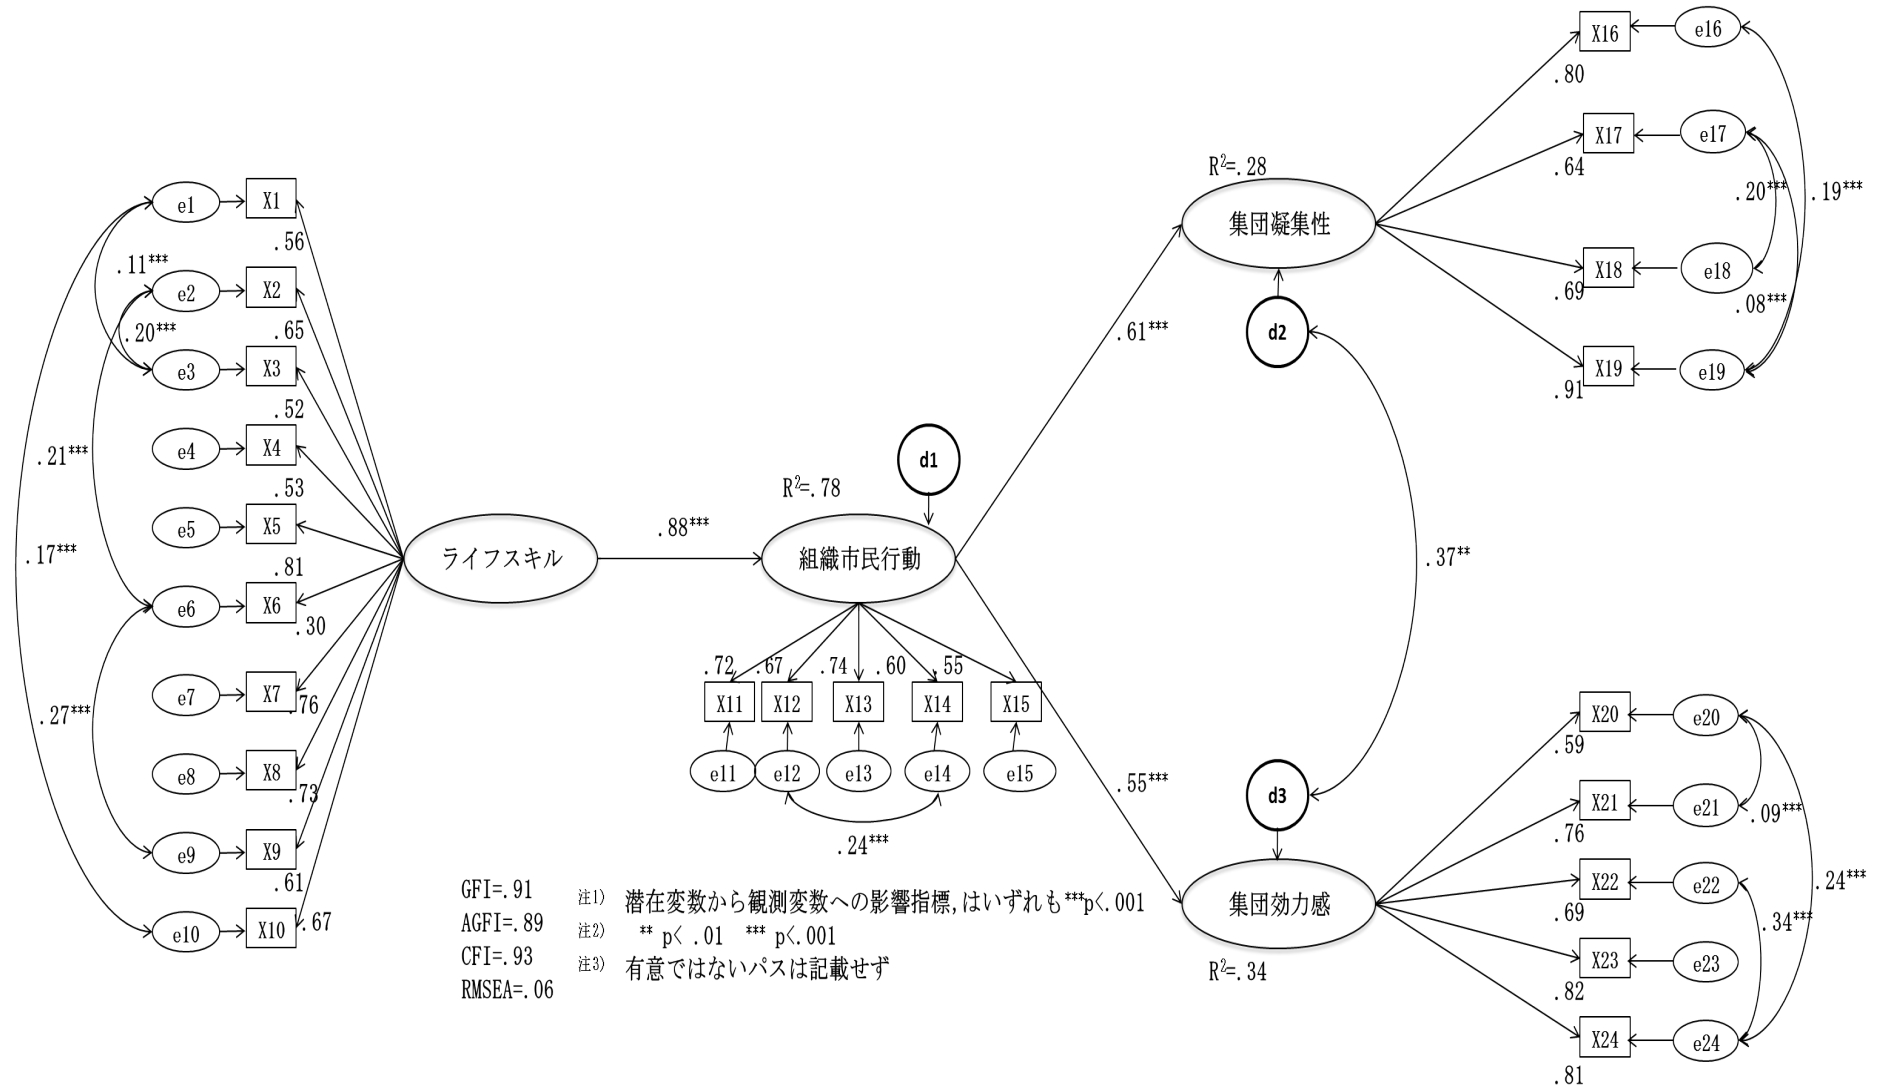 e1 X1
.56
.11***
e2 X2
.65
.20***
e3 X3
.52
e4 X4
.21***
.53
e5 X5
.17***
.81
e6 X6
.30
e7 X7
.76
.27***
e8 X8
.73
e9 X9
.61
e10 X10 .67
ライフスキル
.88***
R²=.78
d1
組織市民行動
.72 .67 .74 .60 .55
X11 X12 X13 X14 X15
e11 e12 e13 e14 e15
.24***
.61***
.55***
R²=.28
集団凝集性
d2
.37**
d3
集団効力感
R²=.34
X16 e16
.80
X17 e17
.64
.20*** .19***
X18 e18
.69
.08***
X19 e19
.91
X20 e20
.59
X21 e21
.09***
.76
X22 e22
.24***
.69
.34***
X23 e23
.82
X24 e24
.81
GFI=.91
AGFI=.89
CFI=.93
RMSEA=.06
注1) 潜在変数から観測変数への影響指標,はいずれも***p<.001
注2) ** p< .01 *** p<.001
注3) 有意ではないパスは記載せず